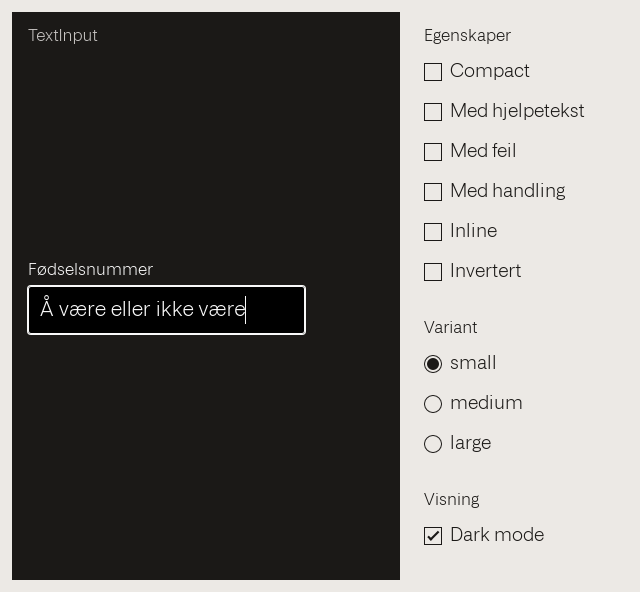 TextInput
Fødselsnummer
Å være eller ikke være
Egenskaper
Compact
Med hjelpetekst
Med feil
Med handling
Inline
Invertert
Variant
small
medium
large
Visning
Dark mode